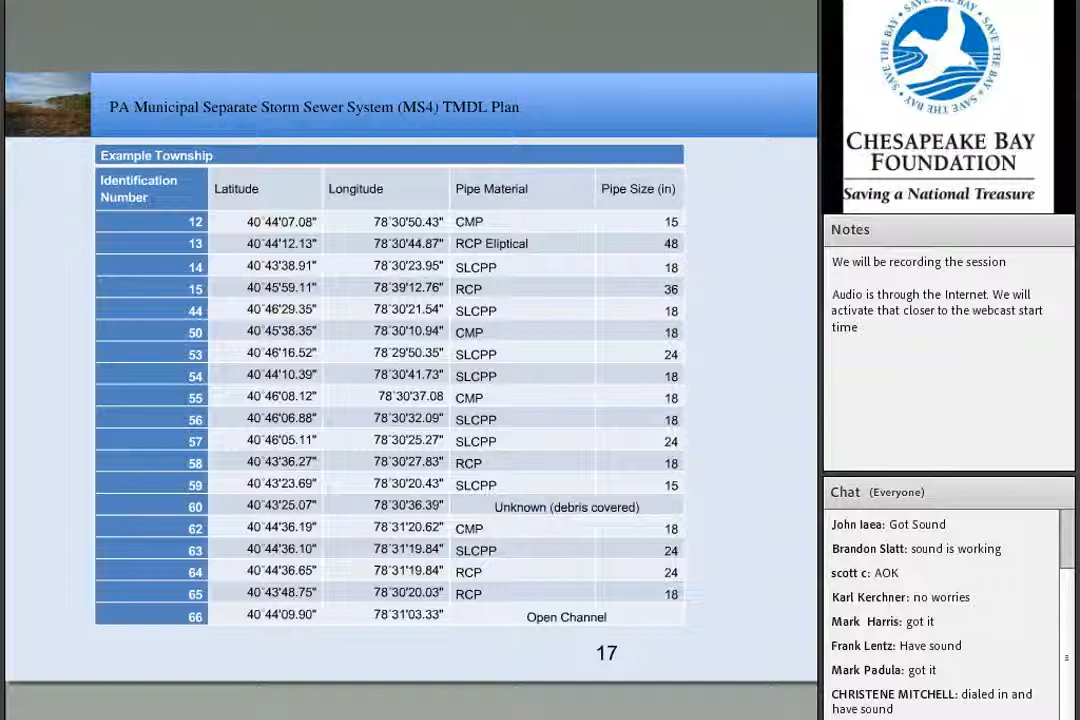 PA Municipal Separate Storm Sewer System (MS4) TMDL Plan
Example Township
Identification Number Latitude Longitude Pipe Material Pipe Size (in)
12 40°44'07.08" 78°30'50.43" CMP 15
13 40°44'12.13" 78°30'44.87" RCP Eliptical 48
14 40°43'38.91" 78°30'23.95" SLCPP 18
15 40°45'59.11" 78°39'12.76" RCP 36
44 40°46'29.35" 78°30'21.54" SLCPP 18
50 40°45'38.35" 78°30'10.94" CMP 18
53 40°46'16.52" 78°29'50.35" SLCPP 24
54 40°44'10.39" 78°30'41.73" SLCPP 18
55 40°46'08.12" 78°30'37.08 CMP 18
56 40°46'06.88" 78°30'32.09" SLCPP 18
57 40°46'05.11" 78°30'25.27" SLCPP 24
58 40°43'36.27" 78°30'27.83" RCP 18
59 40°43'23.69" 78°30'20.43" SLCPP 15
60 40°43'25.07" 78°30'36.39" Unknown (debris covered)
62 40°44'36.19" 78°31'20.62" CMP 18
63 40°44'36.10" 78°31'19.84" SLCPP 24
64 40°44'36.65" 78°31'19.84" RCP 24
65 40°43'48.75" 78°30'20.03" RCP 18
66 40°44'09.90" 78°31'03.33" Open Channel
17
SAVE THE BAY · SAVE THE BAY · SAVE THE BAY · SAVE THE BAY
CHESAPEAKE BAY
FOUNDATION
Saving a National Treasure
Notes
We will be recording the session
Audio is through the Internet. We will
activate that closer to the webcast start
time
Chat (Everyone)
John Iaea: Got Sound
Brandon Slatt: sound is working
scott c: AOK
Karl Kerchner: no worries
Mark Harris: got it
Frank Lentz: Have sound
Mark Padula: got it
CHRISTENE MITCHELL: dialed in and
have sound